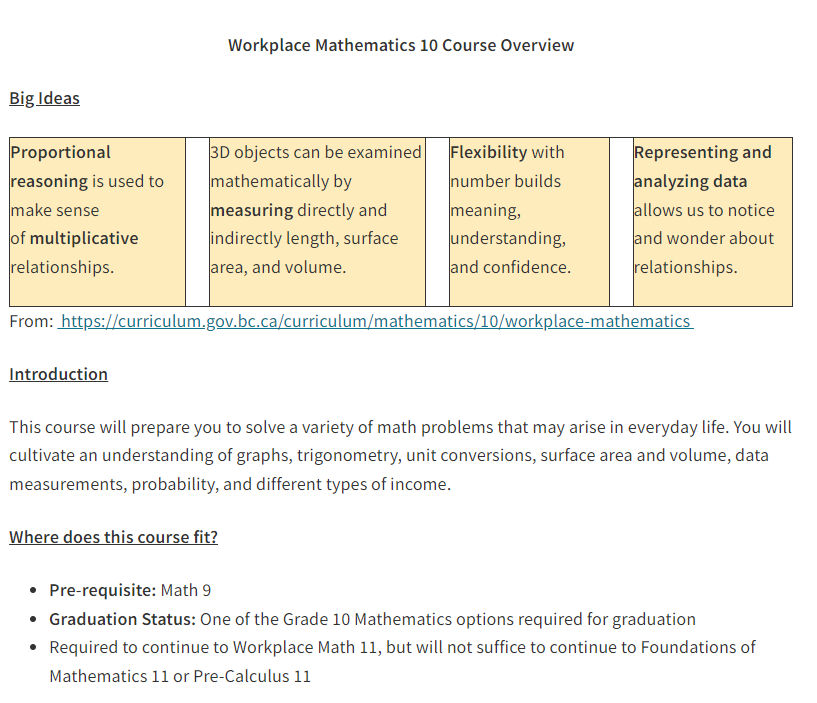 Workplace Mathematics 10 Course Overview
Big Ideas
Proportional
reasoning is used to
make sense
of multiplicative
relationships.
3D objects can be examined
mathematically by
measuring directly and
indirectly length, surface
area, and volume.
Flexibility with
number builds
meaning,
understanding,
and confidence.
Representing and
analyzing data
allows us to notice
and wonder about
relationships.
From: https://curriculum.gov.bc.ca/curriculum/mathematics/10/workplace-mathematics
Introduction
This course will prepare you to solve a variety of math problems that may arise in everyday life. You will
cultivate an understanding of graphs, trigonometry, unit conversions, surface area and volume, data
measurements, probability, and different types of income.
Where does this course fit?
• Pre-requisite: Math 9
• Graduation Status: One of the Grade 10 Mathematics options required for graduation
• Required to continue to Workplace Math 11, but will not suffice to continue to Foundations of
Mathematics 11 or Pre-Calculus 11